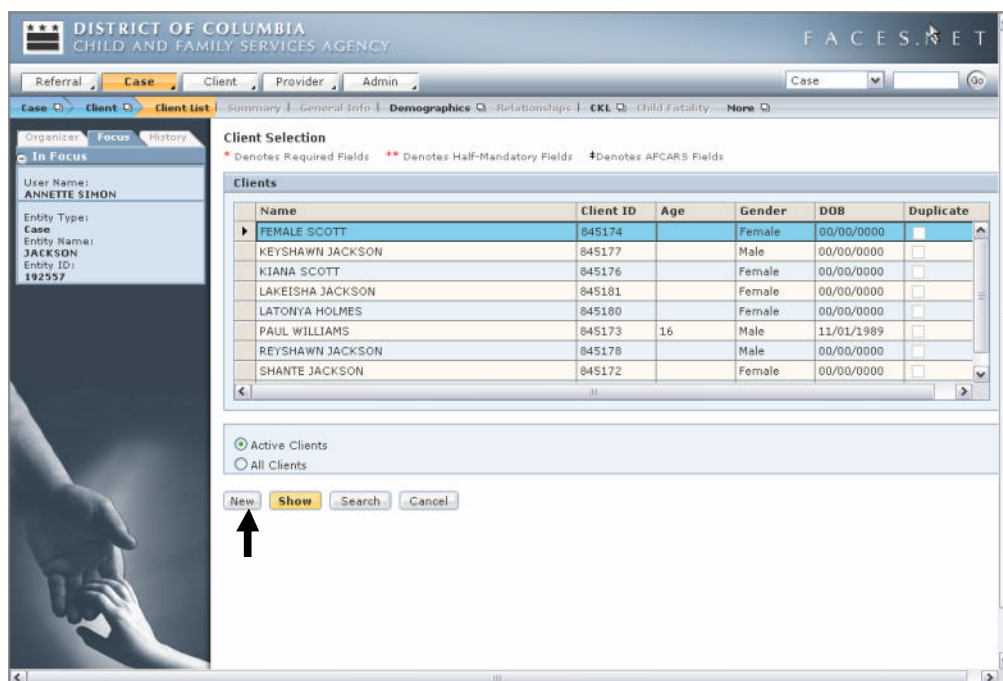 DISTRICT OF COLUMBIA
CHILD AND FAMILY SERVICES AGENCY
FACES.NET
Referral Case Client Provider Admin Case Go
Case Client Client List Summary General Info Demographics Relationships CKL Child Fatality More
Organizer Focus History
In Focus
User Name:
ANNETTE SIMON
Entity Type:
Case
Entity Name:
JACKSON
Entity ID:
192557
Client Selection
* Denotes Required Fields ** Denotes Half-Mandatory Fields ‡Denotes AFCARS Fields
Clients
Name Client ID Age Gender DOB Duplicate
FEMALE SCOTT 845174 Female 00/00/0000
KEYSHAWN JACKSON 845177 Male 00/00/0000
KIANA SCOTT 845176 Female 00/00/0000
LAKEISHA JACKSON 845181 Female 00/00/0000
LATONYA HOLMES 845180 Female 00/00/0000
PAUL WILLIAMS 845173 16 Male 11/01/1989
REYSHAWN JACKSON 845178 Male 00/00/0000
SHANTE JACKSON 845172 Female 00/00/0000
Active Clients
All Clients
New Show Search Cancel